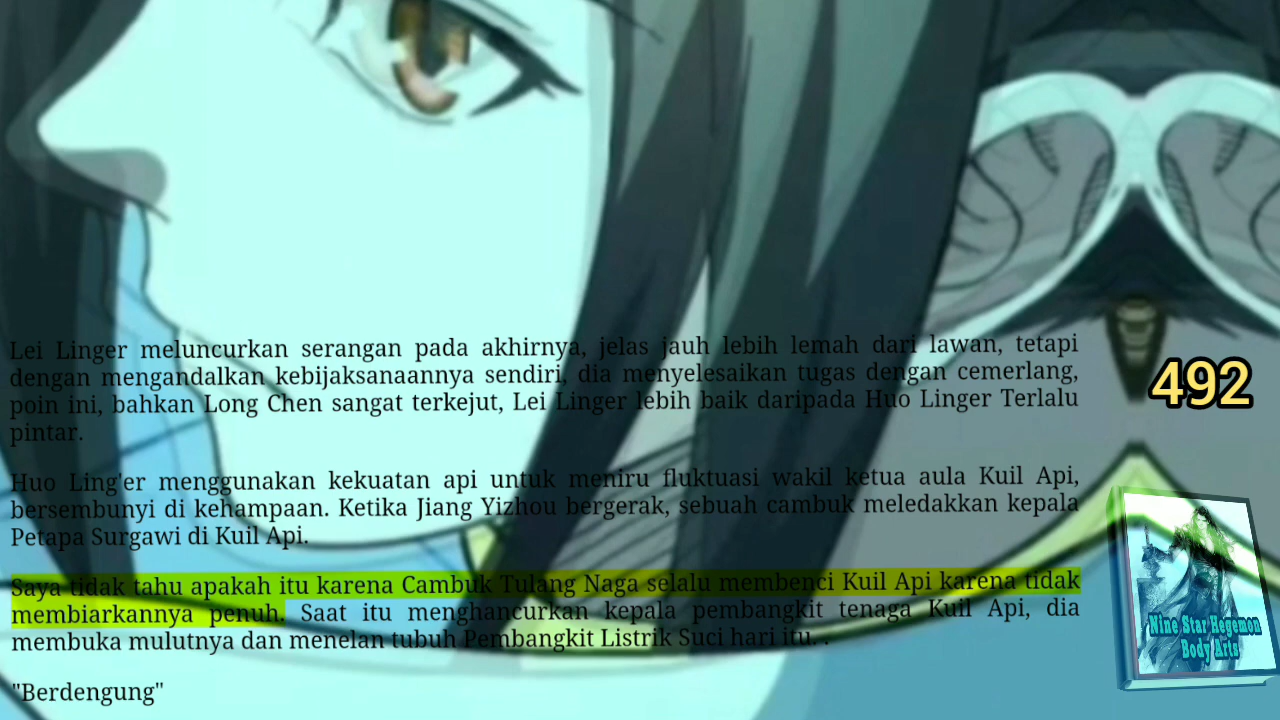 Lei Linger meluncurkan serangan pada akhirnya, jelas jauh lebih lemah dari lawan, tetapi
dengan mengandalkan kebijaksanaannya sendiri, dia menyelesaikan tugas dengan cemerlang,
poin ini, bahkan Long Chen sangat terkejut, Lei Linger lebih baik daripada Huo Linger Terlalu
pintar.
Huo Ling'er menggunakan kekuatan api untuk meniru fluktuasi wakil ketua aula Kuil Api,
bersembunyi di kehampaan. Ketika Jiang Yizhou bergerak, sebuah cambuk meledakkan kepala
Petapa Surgawi di Kuil Api.
Saya tidak tahu apakah itu karena Cambuk Tulang Naga selalu membenci Kuil Api karena tidak
membiarkannya penuh. Saat itu menghancurkan kepala pembangkit tenaga Kuil Api, dia
membuka mulutnya dan menelan tubuh Pembangkit Listrik Suci hari itu. .
"Berdengung"
492
Nine Star Hegemon
Body Arts